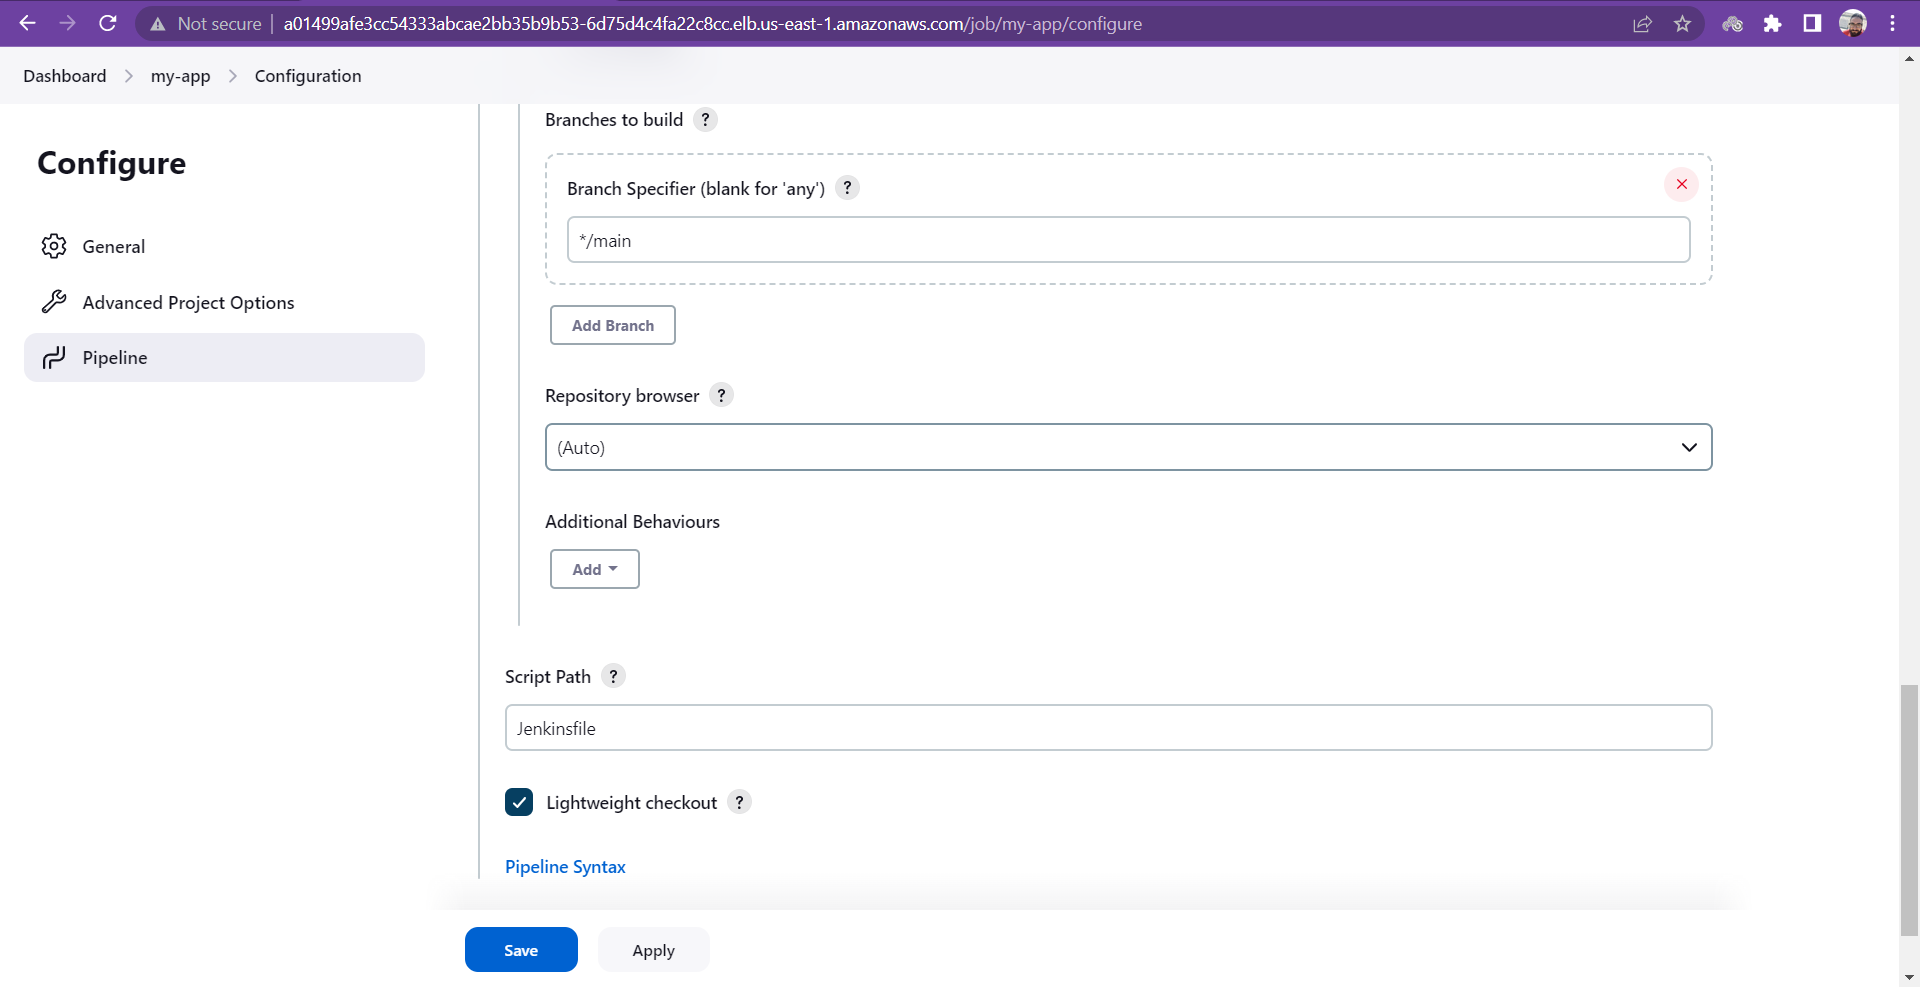 Not secure | a01499afe3cc54333abcae2bb35b9b53-6d75d4c4fa22c8cc.elb.us-east-1.amazonaws.com/job/my-app/configure
Dashboard > my-app > Configuration
Configure
General
Advanced Project Options
Pipeline
Branches to build ?
Branch Specifier (blank for 'any') ?
*/main
Add Branch
Repository browser ?
(Auto)
Additional Behaviours
Add
Script Path ?
Jenkinsfile
Lightweight checkout ?
Pipeline Syntax
Save Apply